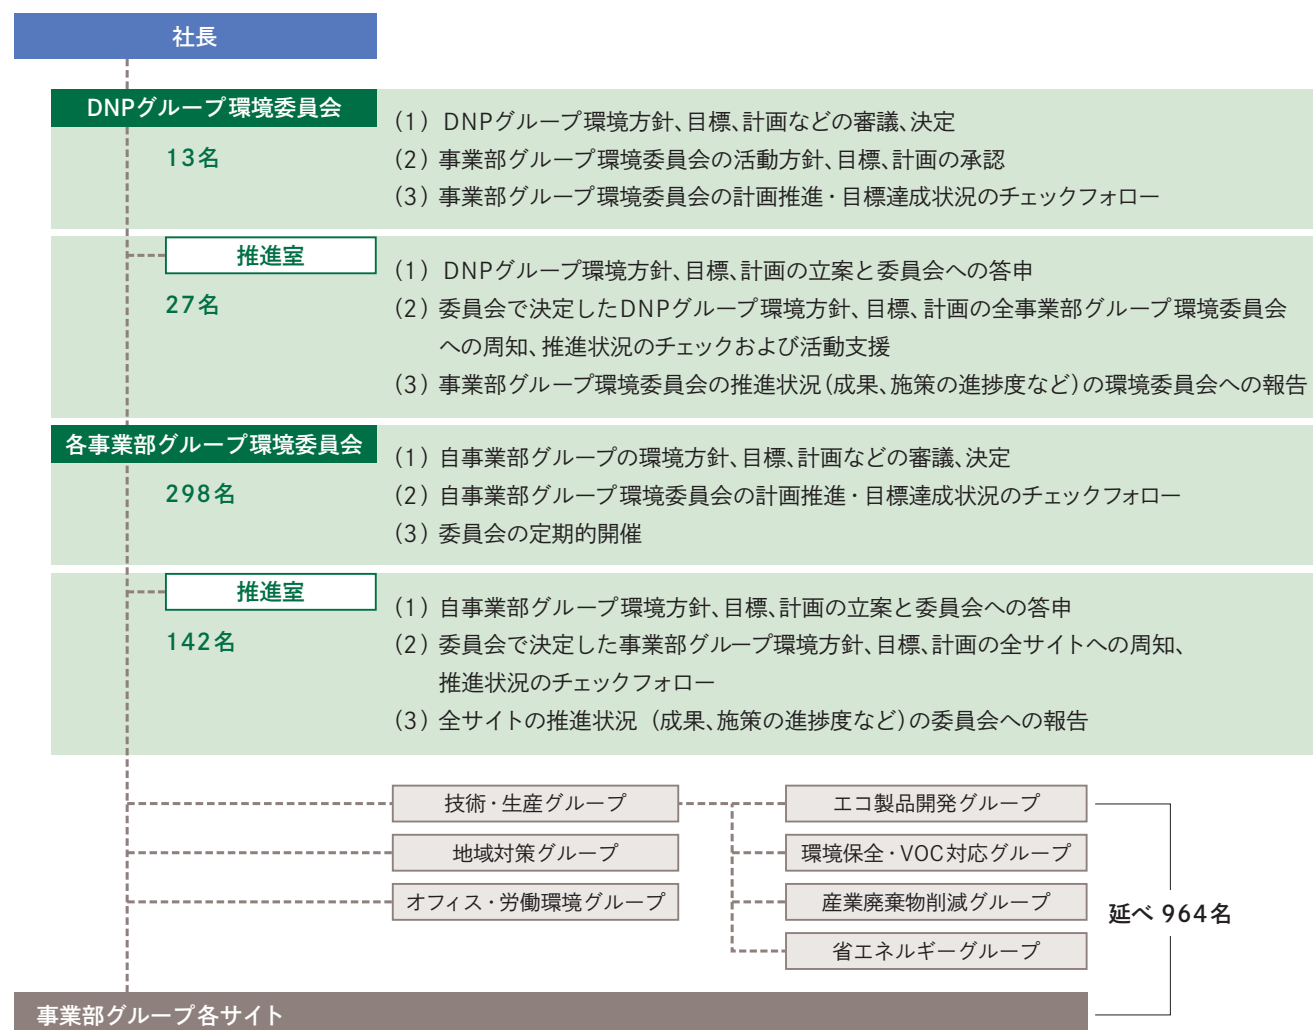 社長
DNPグループ環境委員会
13名
(1) DNPグループ環境方針、目標、計画などの審議、決定
(2) 事業部グループ環境委員会の活動方針、目標、計画の承認
(3) 事業部グループ環境委員会の計画推進・目標達成状況のチェックフォロー
推進室
27名
(1) DNPグループ環境方針、目標、計画の立案と委員会への答申
(2) 委員会で決定したDNPグループ環境方針、目標、計画の全事業部グループ環境委員会
への周知、推進状況のチェックおよび活動支援
(3) 事業部グループ環境委員会の推進状況(成果、施策の進捗度など)の環境委員会への報告
各事業部グループ環境委員会
298名
(1) 自事業部グループの環境方針、目標、計画などの審議、決定
(2) 自事業部グループ環境委員会の計画推進・目標達成状況のチェックフォロー
(3) 委員会の定期的開催
推進室
142名
(1) 自事業部グループ環境方針、目標、計画の立案と委員会への答申
(2) 委員会で決定した事業部グループ環境方針、目標、計画の全サイトへの周知、
推進状況のチェックフォロー
(3) 全サイトの推進状況 (成果、施策の進捗度など)の委員会への報告
技術・生産グループ
地域対策グループ
オフィス・労働環境グループ
エコ製品開発グループ
環境保全・VOC対応グループ
産業廃棄物削減グループ
省エネルギーグループ
延べ 964名
事業部グループ各サイト